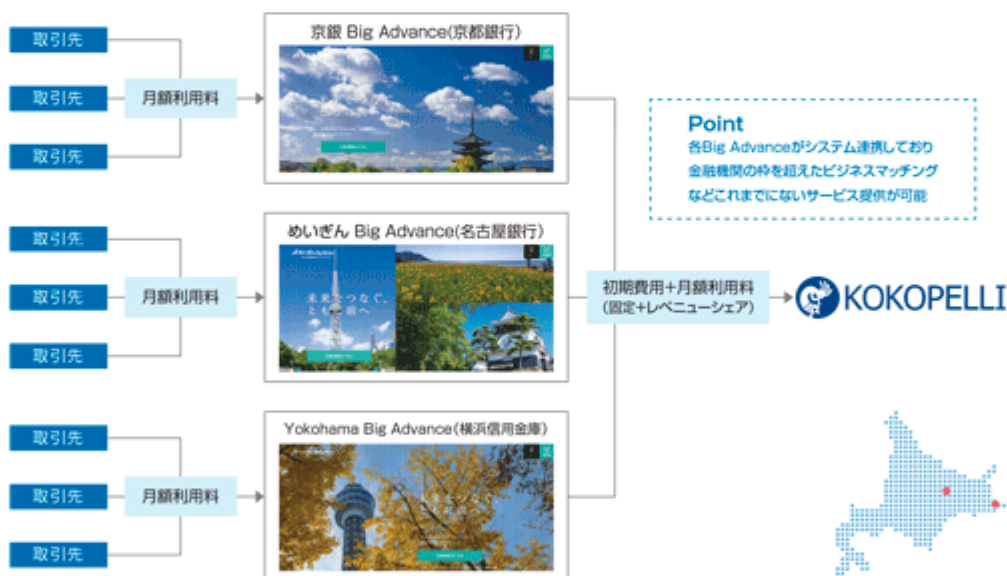 取引先
取引先
取引先
月額利用料
京銀 Big Advance(京都銀行)
取引先
取引先
取引先
月額利用料
めいぎん Big Advance(名古屋銀行)
未来をつなぐ、
とも
前へ
取引先
取引先
取引先
月額利用料
Yokohama Big Advance(横浜信用金庫)
初期費用+月額利用料
(固定+レベニューシェア)
Point
各Big Advanceがシステム連携しており
金融機関の枠を超えたビジネスマッチング
などこれまでにないサービス提供が可能
KOKOPELLI